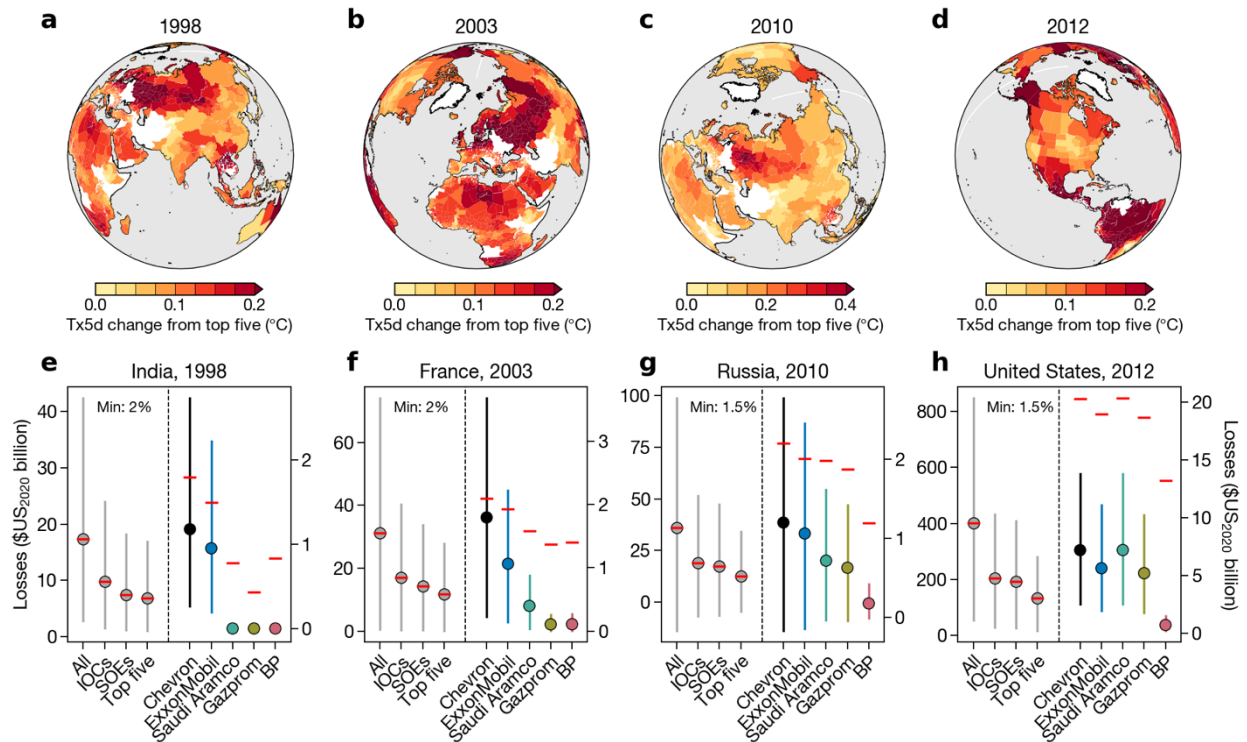 a
1998
b
2003
c
2010
d
2012
0.0 0.1 0.2
Tx5d change from top five (°C)
0.0 0.1 0.2
Tx5d change from top five (°C)
0.0 0.2 0.4
Tx5d change from top five (°C)
0.0 0.1 0.2
Tx5d change from top five (°C)
e
India, 1998
Min: 2%
Losses ($US2020 billion)
40
30
20
10
0
2
1
0
All
IOCs
SOEs
Top five
Chevron
ExxonMobil
Saudi Aramco
Gazprom
BP
f
France, 2003
Min: 2%
60
40
20
0
3
2
1
0
All
IOCs
SOEs
Top five
Chevron
ExxonMobil
Saudi Aramco
Gazprom
BP
g
Russia, 2010
Min: 1.5%
100
75
50
25
0
2
1
0
All
IOCs
SOEs
Top five
Chevron
ExxonMobil
Saudi Aramco
Gazprom
BP
h
United States, 2012
Min: 1.5%
800
600
400
200
0
20
15
10
5
0
Losses ($US2020 billion)
All
IOCs
SOEs
Top five
Chevron
ExxonMobil
Saudi Aramco
Gazprom
BP